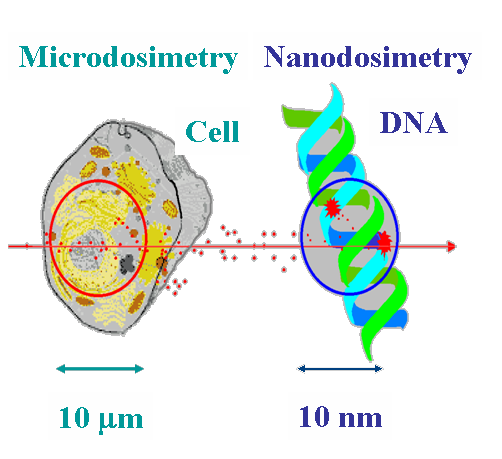 Microdosimetry
Nanodosimetry
Cell
DNA
10 μm
10 nm